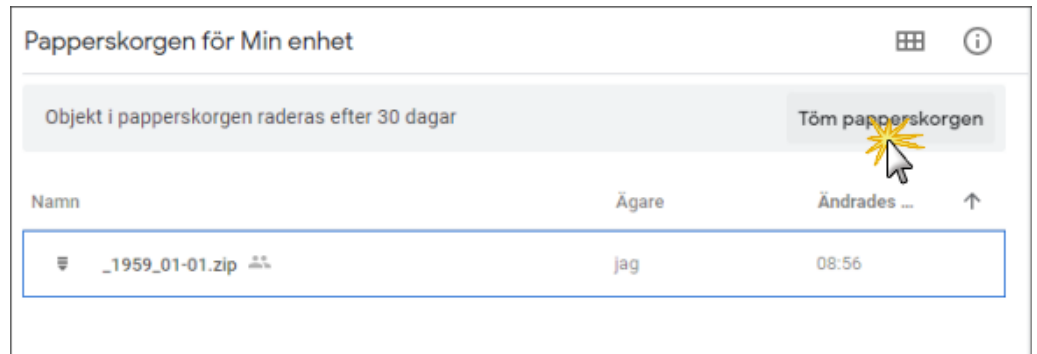 Papperskorgen för Min enhet
Objekt i papperskorgen raderas efter 30 dagar
Töm papperskorgen
Namn Ägare Ändrades ...
_1959_01-01.zip jag 08:56